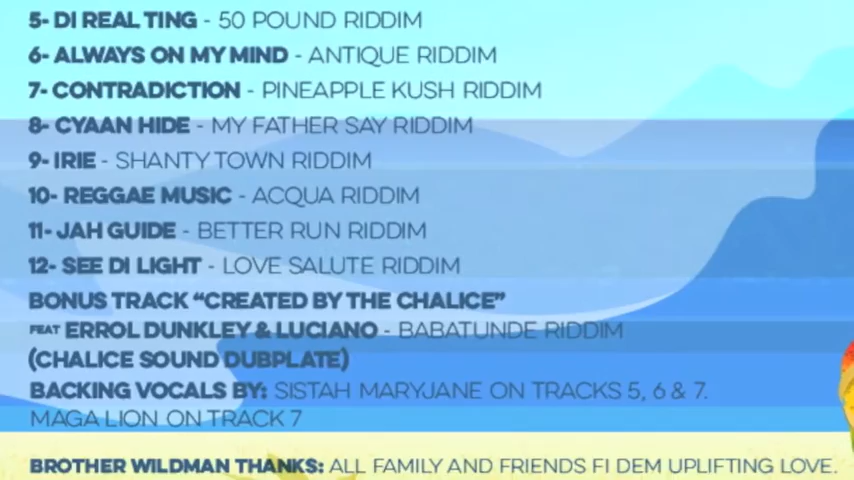 5- DI REAL TING - 50 POUND RIDDIM
6- ALWAYS ON MY MIND - ANTIQUE RIDDIM
7- CONTRADICTION - PINEAPPLE KUSH RIDDIM
8- CYAAN HIDE - MY FATHER SAY RIDDIM
9- IRIE - SHANTY TOWN RIDDIM
10- REGGAE MUSIC - ACQUA RIDDIM
11- JAH GUIDE - BETTER RUN RIDDIM
12- SEE DI LIGHT - LOVE SALUTE RIDDIM
BONUS TRACK “CREATED BY THE CHALICE”
FEAT ERROL DUNKLEY & LUCIANO - BABATUNDE RIDDIM
(CHALICE SOUND DUBPLATE)
BACKING VOCALS BY: SISTAH MARYJANE ON TRACKS 5, 6 & 7.
MAGA LION ON TRACK 7
BROTHER WILDMAN THANKS: ALL FAMILY AND FRIENDS FI DEM UPLIFTING LOVE.